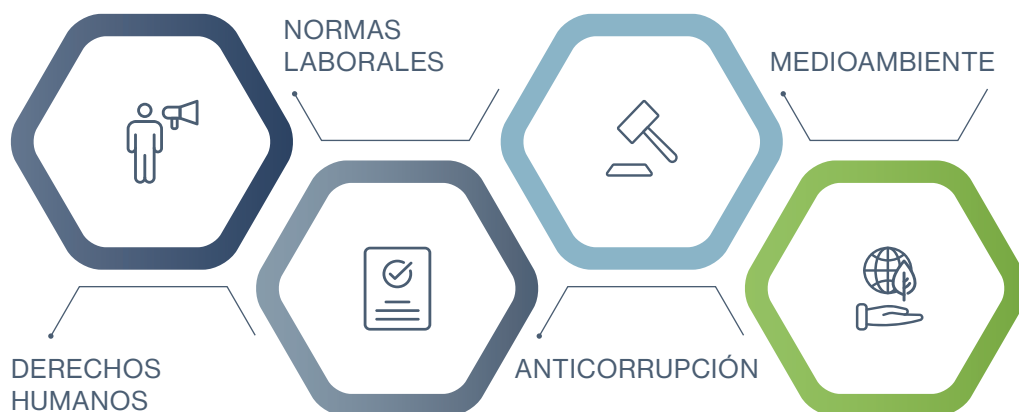 NORMAS
LABORALES
MEDIOAMBIENTE
DERECHOS
HUMANOS
ANTICORRUPCIÓN